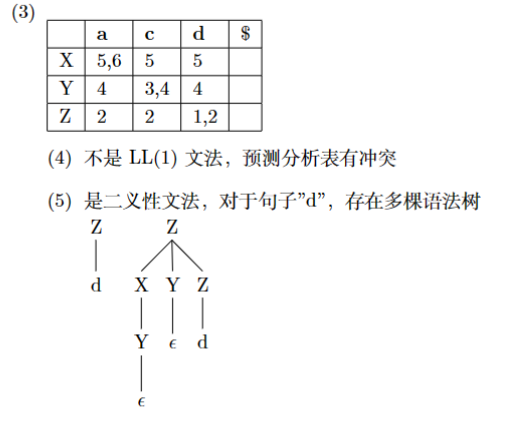 (3)
a c d $
X 5,6 5 5
Y 4 3,4 4
Z 2 2 1,2
(4) 不是 LL(1) 文法，预测分析表有冲突
(5) 是二义性文法，对于句子”d”，存在多棵语法树
Z Z
d X Y Z
Y ϵ d
ϵ